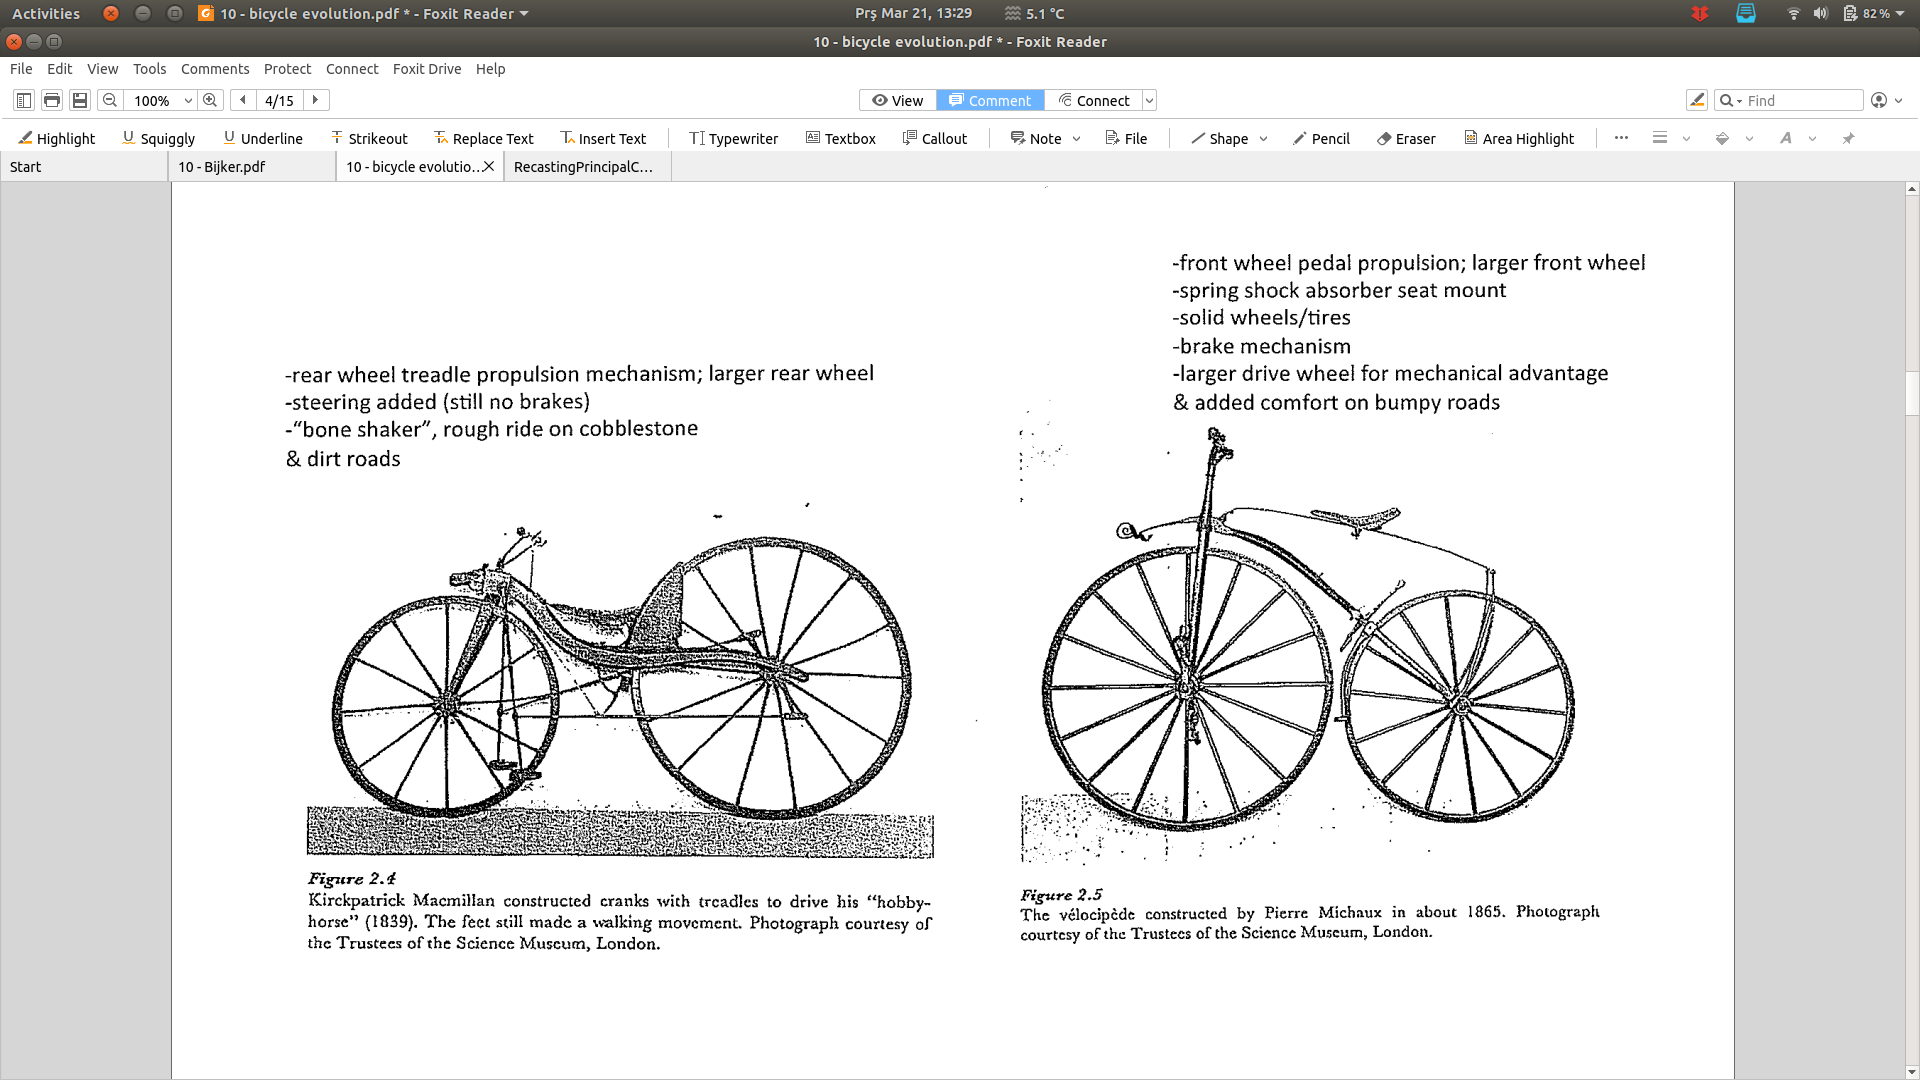 Activities
10 - bicycle evolution.pdf * - Foxit Reader
Prş Mar 21, 13:29
5.1 °C
82 %
10 - bicycle evolution.pdf * - Foxit Reader
File Edit View Tools Comments Protect Connect Foxit Drive Help
100%
4/15
View
Comment
Connect
Find
Highlight Squiggly Underline Strikeout Replace Text Insert Text Typewriter Textbox Callout Note File Shape Pencil Eraser Area Highlight
Start
10 - Bijker.pdf
10 - bicycle evolutio...
RecastingPrincipalC...
-rear wheel treadle propulsion mechanism; larger rear wheel
-steering added (still no brakes)
-“bone shaker”, rough ride on cobblestone
& dirt roads
-front wheel pedal propulsion; larger front wheel
-spring shock absorber seat mount
-solid wheels/tires
-brake mechanism
-larger drive wheel for mechanical advantage
& added comfort on bumpy roads
Figure 2.4
Kirckpatrick Macmillan constructed cranks with treadles to drive his “hobby-
horse” (1839). The feet still made a walking movement. Photograph courtesy of
the Trustees of the Science Museum, London.
Figure 2.5
The vélocipède constructed by Pierre Michaux in about 1865. Photograph
courtesy of the Trustees of the Science Museum, London.